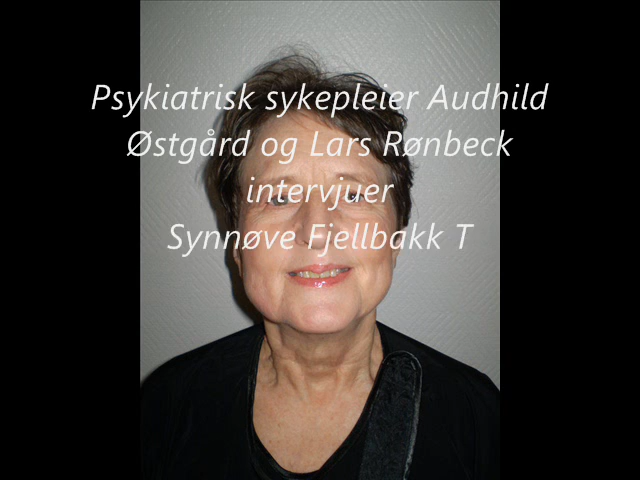 Psykiatrisk sykepleier Audhild
Østgård og Lars Rønbeck
intervjuer
Synnøve Fjellbakk T